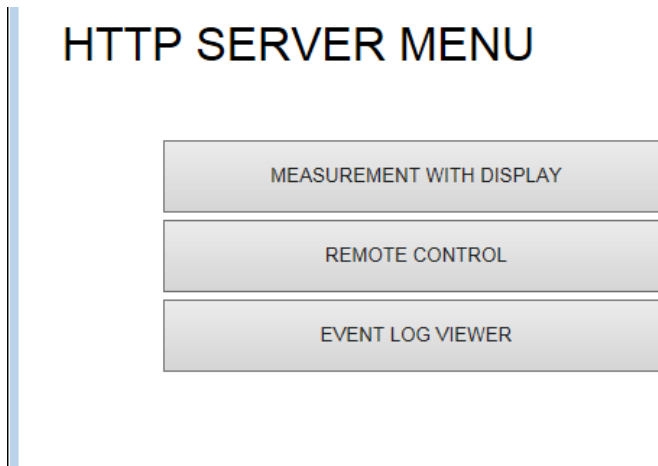 HTTP SERVER MENU
MEASUREMENT WITH DISPLAY
REMOTE CONTROL
EVENT LOG VIEWER